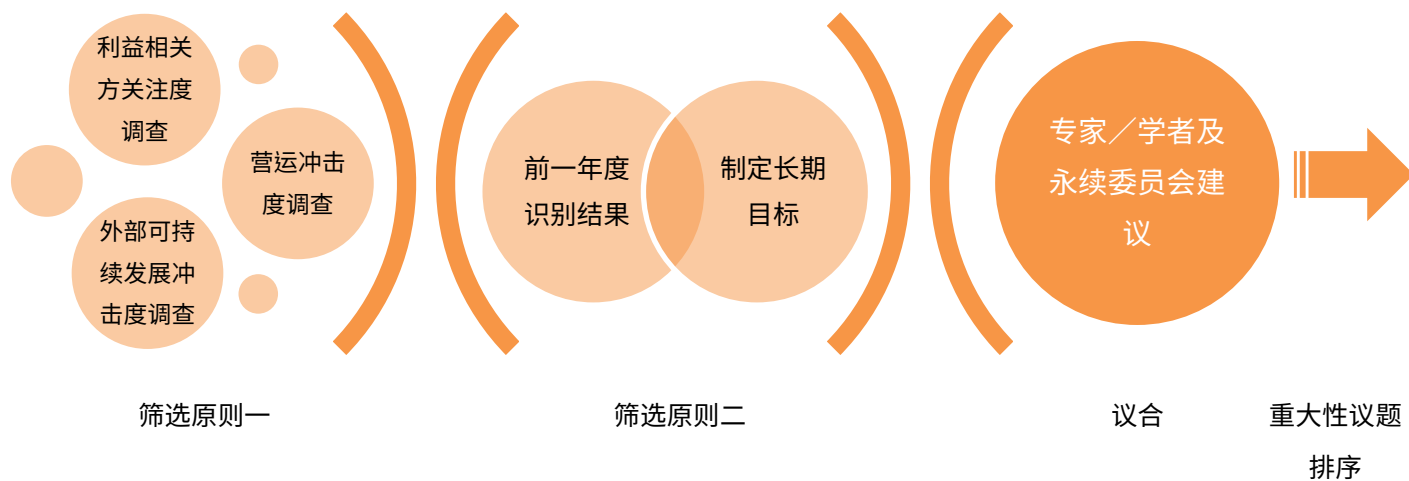 利益相关
方关注度
调查
营运冲击
度调查
外部可持
续发展冲
击度调查
前一年度
识别结果
制定长期
目标
专家／学者及
永续委员会建
议
筛选原则一
筛选原则二
议合
重大性议题
排序